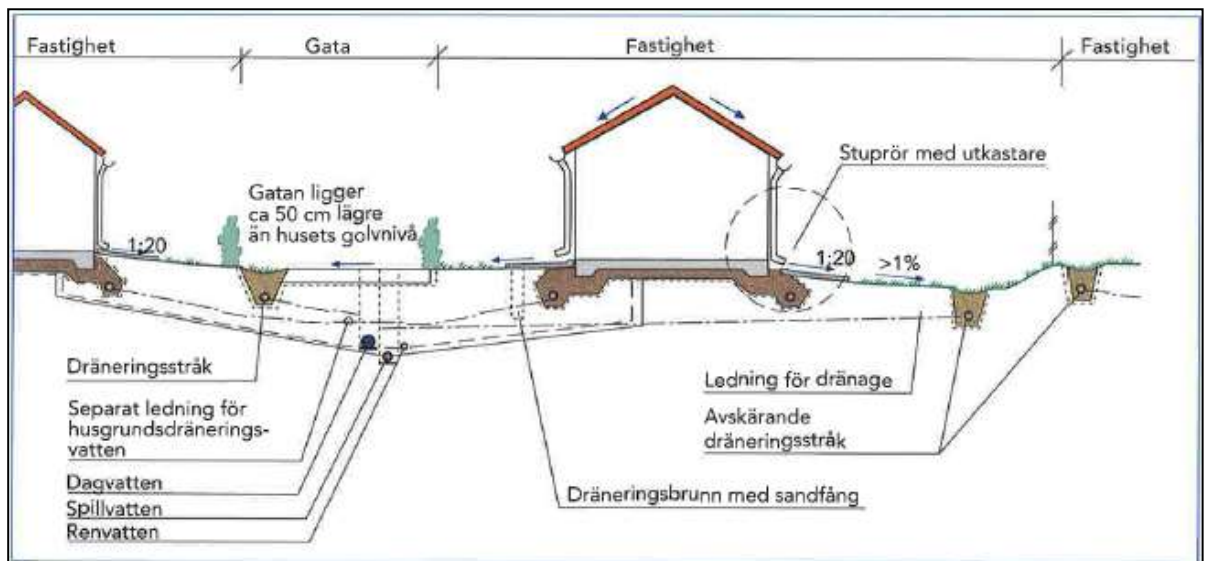 Fastighet
Gata
Fastighet
Fastighet
Stuprör med utkastare
Gatan ligger
ca 50 cm lägre
än husets golvnivå
1:20
1:20
>1%
Dräneringsstråk
Separat ledning för
husgrundsdränerings-
vatten
Dagvatten
Spillvatten
Renvatten
Ledning för dränage
Avskärande
dräneringsstråk
Dräneringsbrunn med sandfång